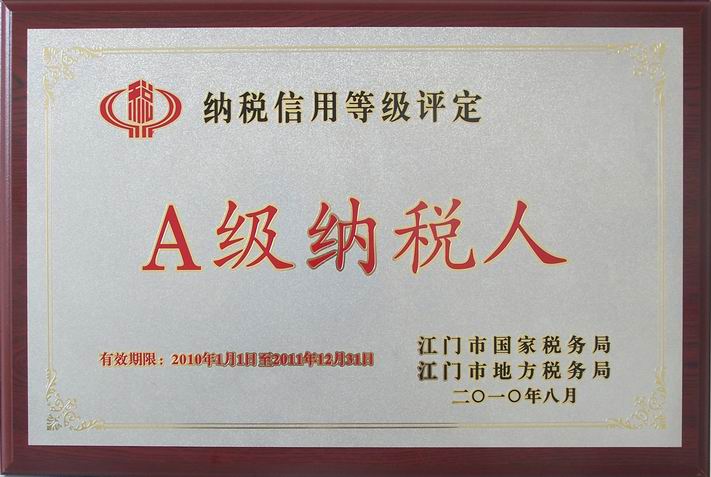 税
纳税信用等级评定
A级纳税人
有效期限：2010年1月1日至2011年12月31日
江门市国家税务局
江门市地方税务局
二〇一〇年八月